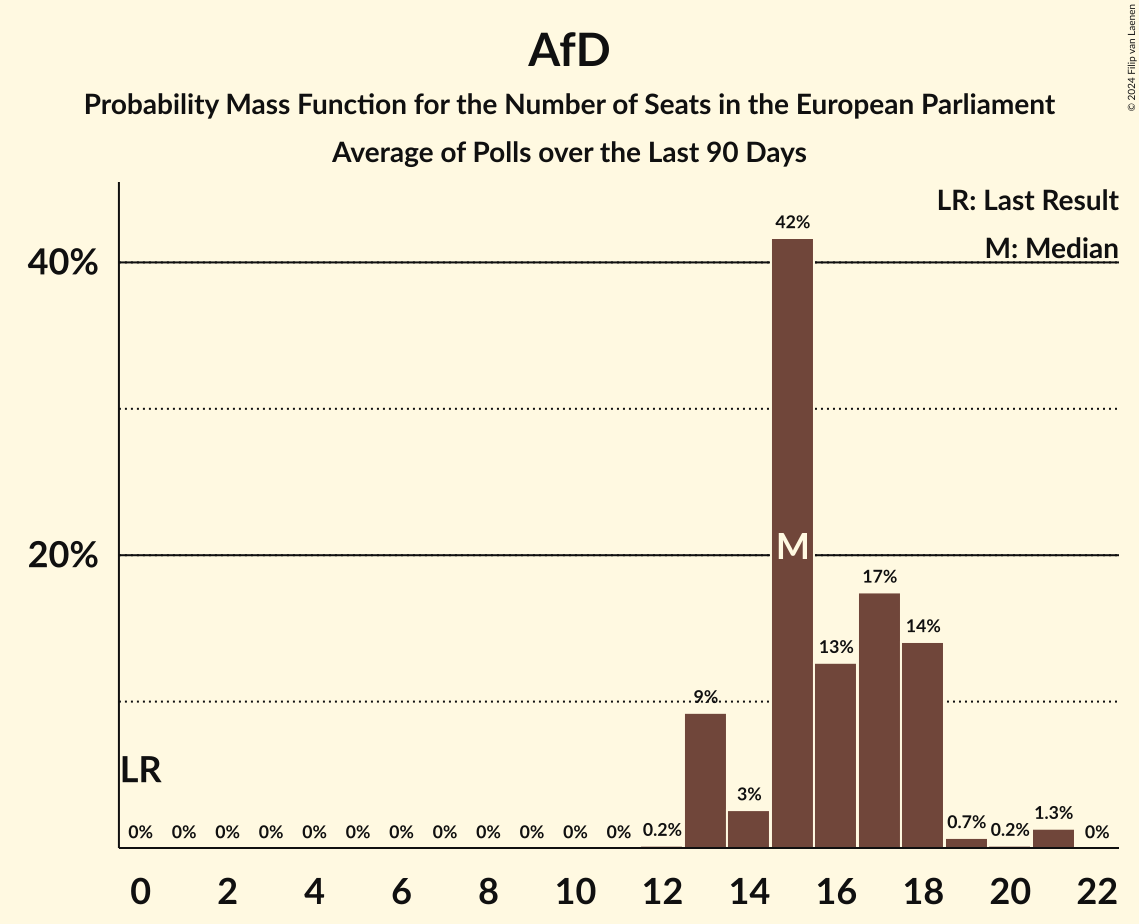 AfD
Probability Mass Function for the Number of Seats in the European Parliament
Average of Polls over the Last 90 Days
© 2024 Filip van Laenen
LR: Last Result
M: Median
40%
20%
42%
M
17%
14%
13%
9%
3%
1.3%
0.7%
0.2%
0.2%
LR
0% 0% 0% 0% 0% 0% 0% 0% 0% 0% 0% 0% 0%
0 2 4 6 8 10 12 14 16 18 20 22